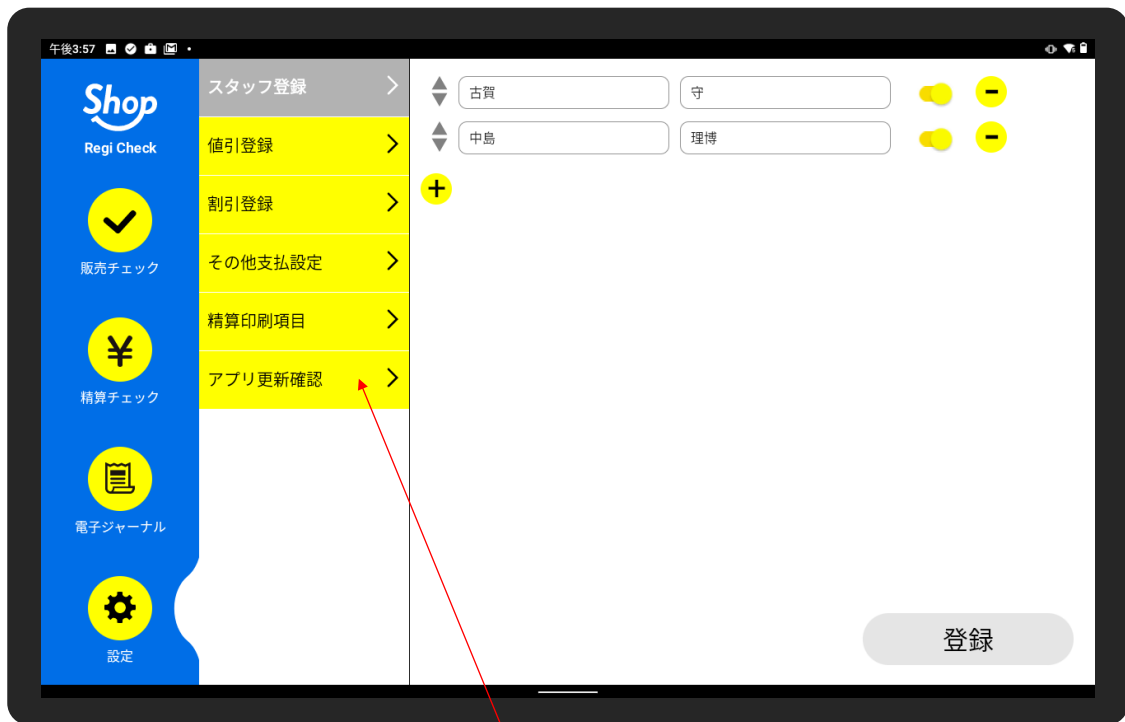 午後3:57
Shop
Regi Check
販売チェック
精算チェック
電子ジャーナル
設定
スタッフ登録
値引登録
割引登録
その他支払設定
精算印刷項目
アプリ更新確認
古賀 守
中島 理博
登録